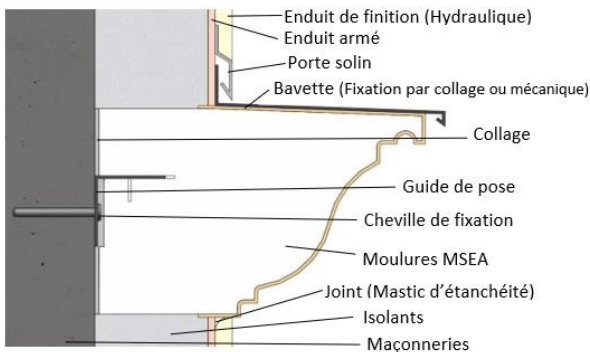 Enduit de finition (Hydraulique)
Enduit armé
Porte solin
Bavette (Fixation par collage ou mécanique)
Collage
Guide de pose
Cheville de fixation
Moulures MSEA
Joint (Mastic d'étanchéité)
Isolants
Maçonneries